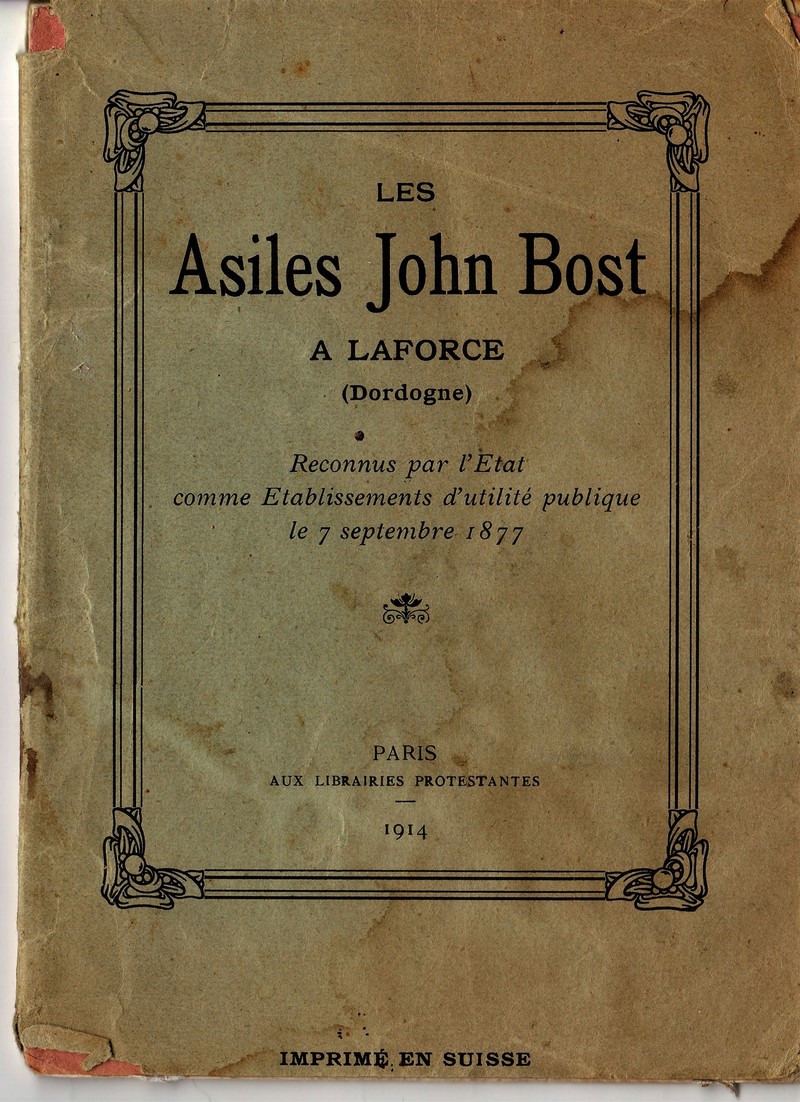 LES
Asiles John Bost
A LAFORCE
(Dordogne)
Reconnus par l'Etat
comme Etablissements d'utilité publique
le 7 septembre 1877
PARIS
AUX LIBRAIRIES PROTESTANTES
1914
IMPRIMÉ EN SUISSE